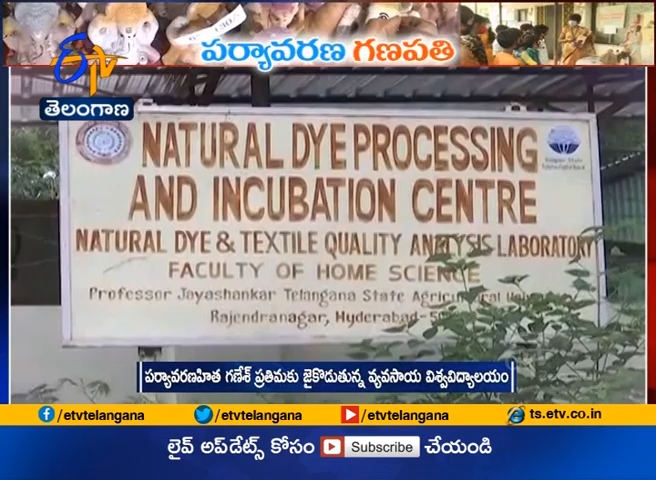 పర్యావరణ గణపతి
ETV
తెలంగాణ
NATURAL DYE PROCESSING
AND INCUBATION CENTRE
NATURAL DYE & TEXTILE QUALITY ANALYSIS LABORATORY
FACULTY OF HOME SCIENCE
Professor Jayashankar Telangana State Agricultural
Rajendranagar, Hyderabad-
పర్యావరణహిత గణేశ్ ప్రతిమకు జైకొడుతున్న వ్యవసాయ విశ్వవిద్యాలయం
/etvtelangana /etvtelangana /etvtelangana ts.etv.co.in
లైవ్ అప్‌డేట్స్ కోసం Subscribe చేయండి